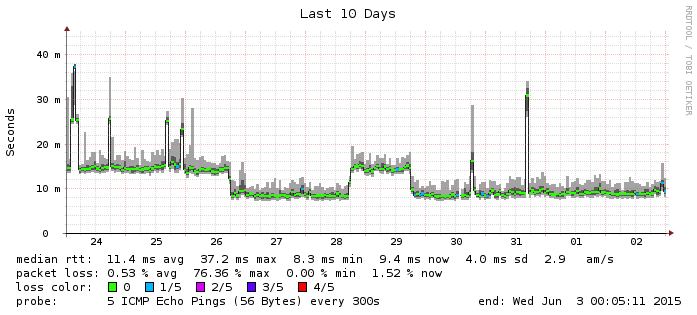 Last 10 Days
RRDTOOL / TOBI OETIKER
Seconds
40 m
30 m
20 m
10 m
0
24 25 26 27 28 29 30 31 01 02
median rtt: 11.4 ms avg 37.2 ms max 8.3 ms min 9.4 ms now 4.0 ms sd 2.9 am/s
packet loss: 0.53 % avg 76.36 % max 0.00 % min 1.52 % now
loss color: 0 1/5 2/5 3/5 4/5
probe: 5 ICMP Echo Pings (56 Bytes) every 300s end: Wed Jun 3 00:05:11 2015